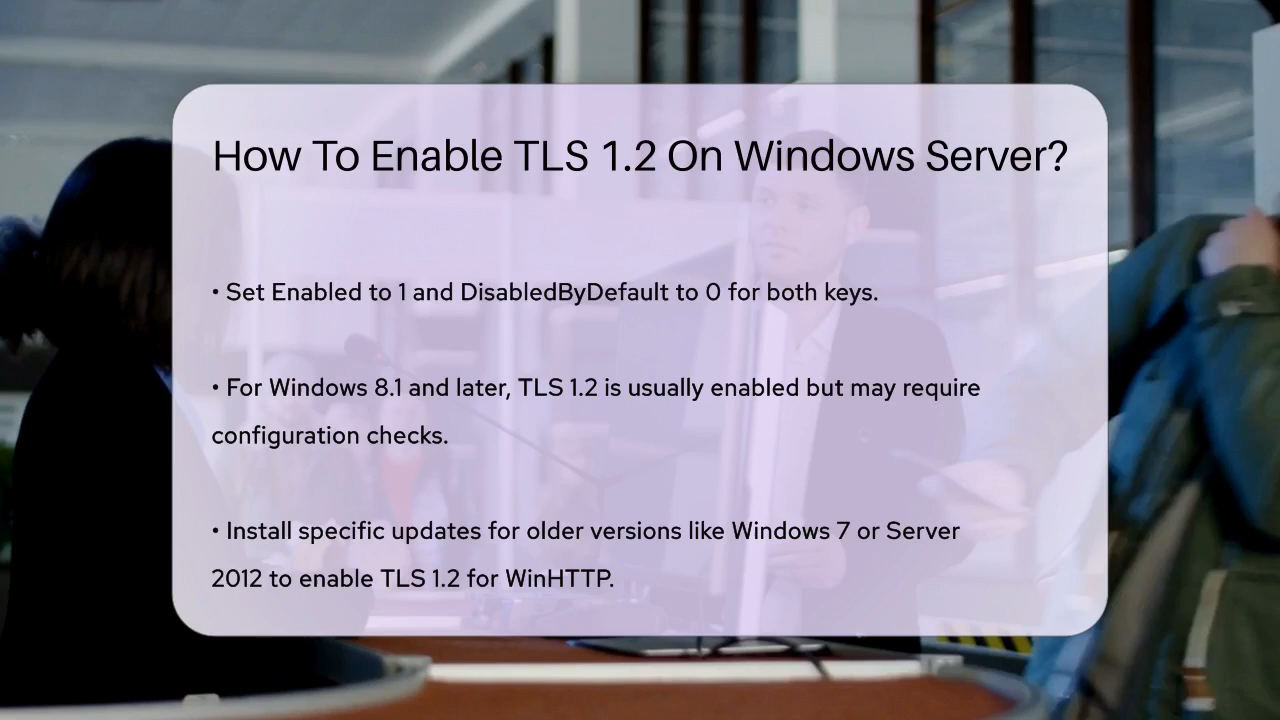 How To Enable TLS 1.2 On Windows Server?
• Set Enabled to 1 and DisabledByDefault to 0 for both keys.
• For Windows 8.1 and later, TLS 1.2 is usually enabled but may require
configuration checks.
• Install specific updates for older versions like Windows 7 or Server
2012 to enable TLS 1.2 for WinHTTP.